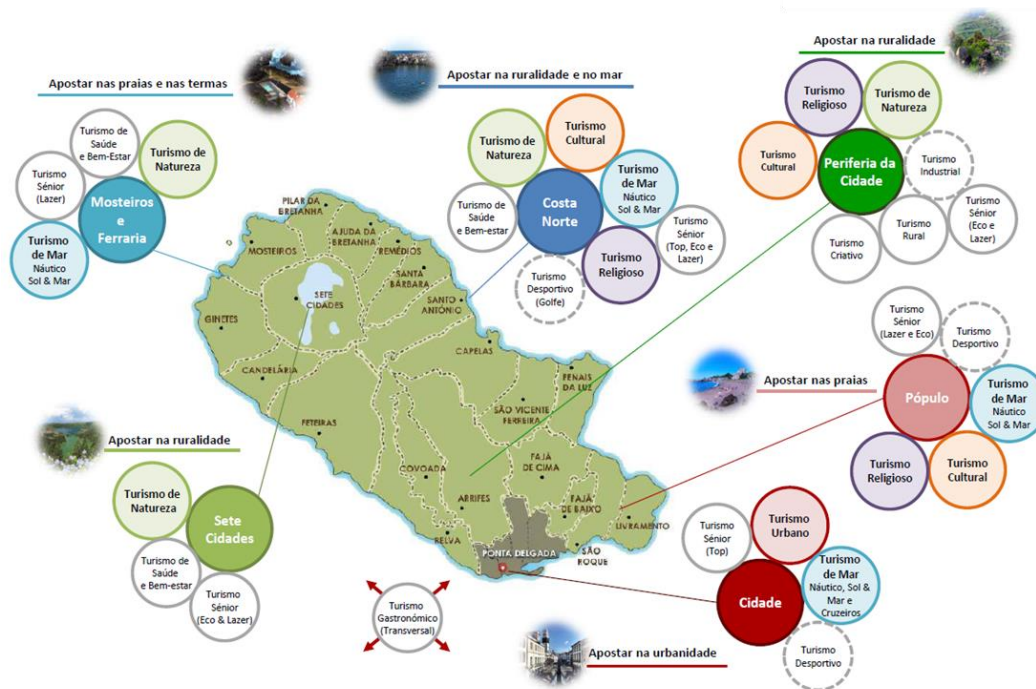 Apostar nas praias e nas termas
Turismo de
Saúde
e Bem-Estar
Turismo de
Natureza
Turismo
Sénior
(Lazer)
Mosteiros
e
Ferraria
Turismo
de Mar
Náutico
Sol & Mar
Apostar na ruralidade e no mar
Turismo de
Natureza
Turismo
Cultural
Turismo
de Mar
Náutico
Sol & Mar
Turismo
de Saúde e
Bem-estar
Costa
Norte
Turismo
Sénior
(Top, Eco e
Lazer)
Turismo
Religioso
Turismo
Desportivo
(Golfe)
Apostar na ruralidade
Turismo
Religioso
Turismo de
Natureza
Turismo
Cultural
Periferia da
Cidade
Turismo
Industrial
Turismo
Sénior
(Eco e
Lazer)
Turismo
Rural
Turismo
Criativo
PILAR DA
BRETANHA
AJUDA DA
BRETANHA
MOSTEIROS
REMÉDIOS
SANTA
BÁRBARA
SETE
CIDADES
SANTO
ANTÓNIO
GINETES
CAPELAS
CANDELÁRIA
FENAIS
DA LUZ
SÃO VICENTE
FERREIRA
FETEIRAS
COVOADA
FAJÃ
DE CIMA
ARRIFES
FAJÃ
DE BAIXO
LIVRAMENTO
RELVA
PONTA DELGADA
SÃO
ROQUE
Apostar nas praias
Turismo
Sénior
(Lazer e Eco)
Turismo
Desportivo
Pópulo
Turismo
de Mar
Náutico
Sol & Mar
Turismo
Religioso
Turismo
Cultural
Apostar na ruralidade
Turismo de
Natureza
Sete
Cidades
Turismo de
Saúde
e Bem-estar
Turismo
Sénior
(Eco & Lazer)
Turismo
Gastronómico
(Transversal)
Turismo
Sénior
(Top)
Turismo
Urbano
Cidade
Turismo
de Mar
Náutico, Sol &
Mar e
Cruzeiros
Turismo
Desportivo
Apostar na urbanidade